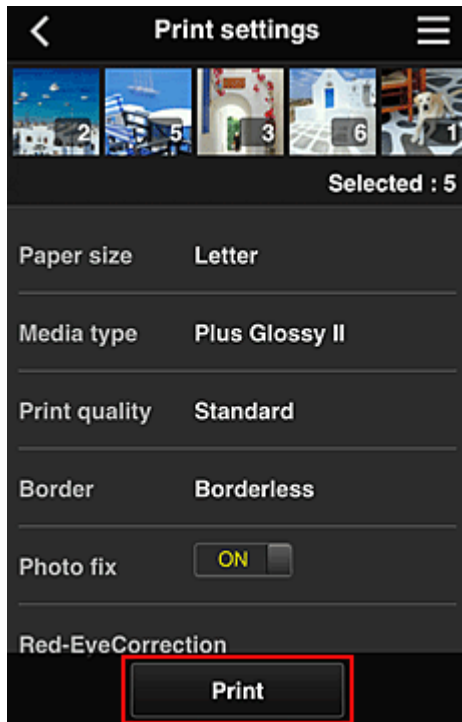 Print settings
2 5 3 6 1
Selected : 5
Paper size Letter
Media type Plus Glossy II
Print quality Standard
Border Borderless
Photo fix ON
Red-EyeCorrection
Print